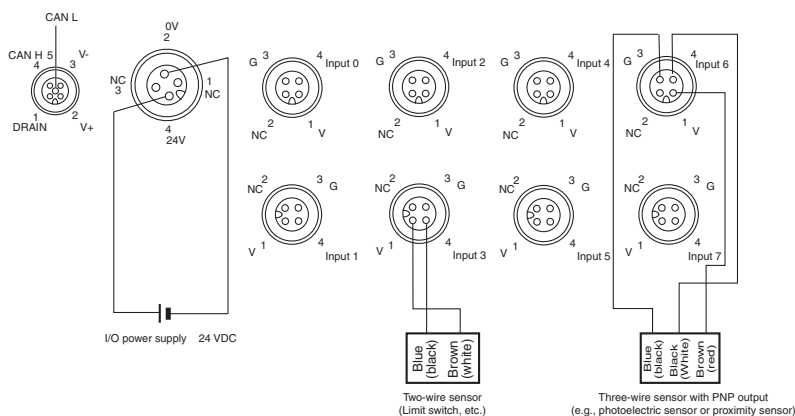 CAN L
CAN H 5 V-
4 3
1 2
DRAIN V+
0V
2
NC
3
1
NC
4
24V
G 3 4 Input 0
NC 2 1 V
G 3 4 Input 2
NC 2 1 V
G 3 4 Input 4
NC 2 1 V
G 3 4 Input 6
NC 2 1 V
NC 2 3 G
V 1 4 Input 1
NC 2 3 G
V 1 4 Input 3
NC 2 3 G
V 1 4 Input 5
NC 2 3 G
V 1 4 Input 7
I/O power supply 24 VDC
Blue
(black)
Brown
(white)
Two-wire sensor
(Limit switch, etc.)
Blue
(black)
Black
(White)
Brown
(red)
Three-wire sensor with PNP output
(e.g., photoelectric sensor or proximity sensor)